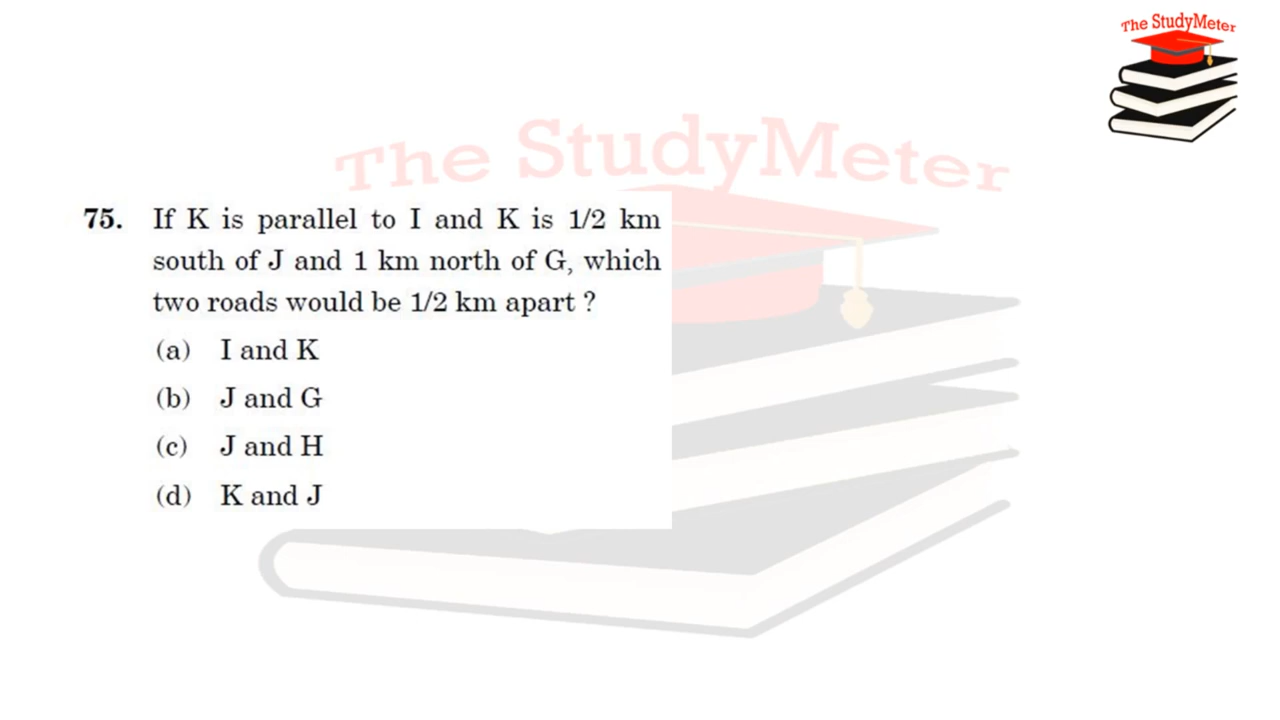 The StudyMeter
The StudyMeter
75. If K is parallel to I and K is 1/2 km
south of J and 1 km north of G, which
two roads would be 1/2 km apart ?
(a) I and K
(b) J and G
(c) J and H
(d) K and J